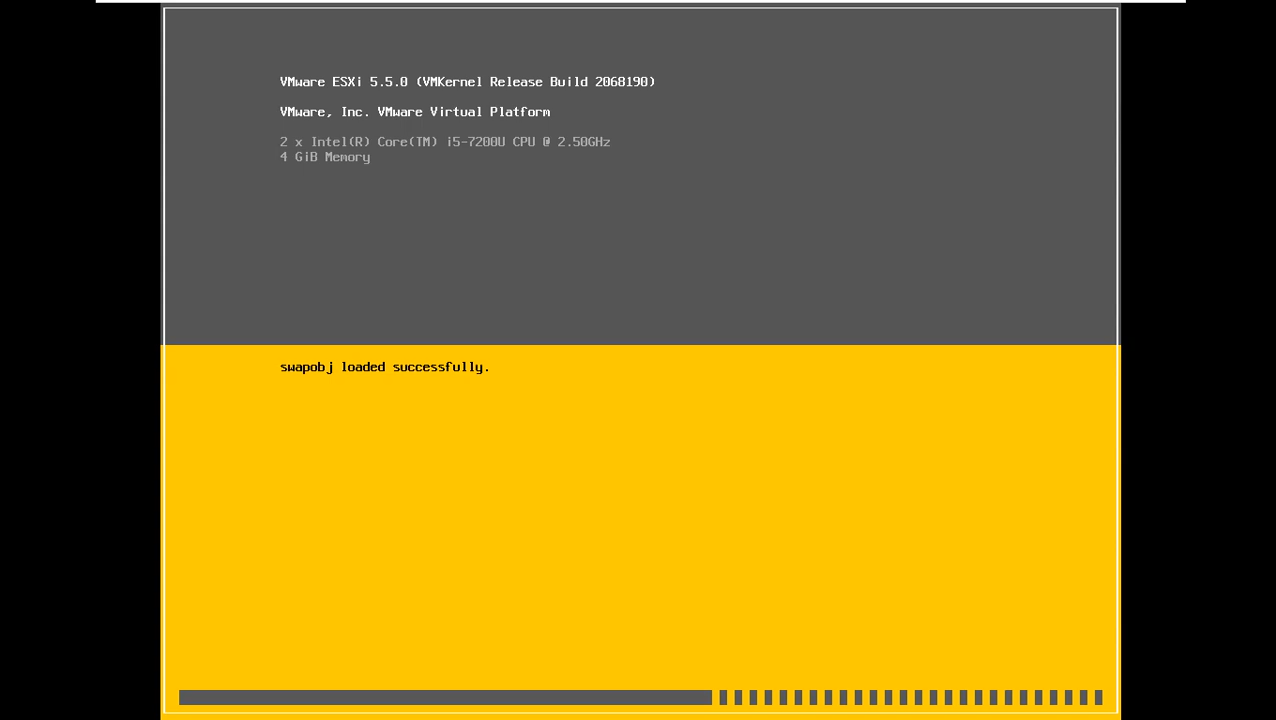 VMware ESXi 5.5.0 (VMKernel Release Build 2068190)
VMware, Inc. VMware Virtual Platform
2 x Intel(R) Core(TM) i5-7200U CPU @ 2.50GHz
4 GiB Memory
swapobj loaded successfully.